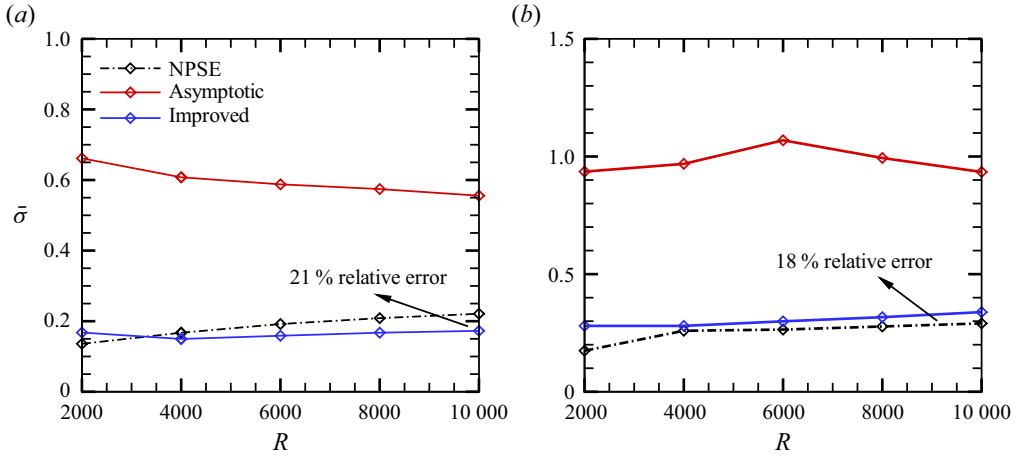 (a)
1.0
0.8
0.6
0.4
0.2
0
σ̄
NPSE
Asymptotic
Improved
21 % relative error
2000 4000 6000 8000 10 000
R
(b)
1.5
1.0
0.5
0
18 % relative error
2000 4000 6000 8000 10 000
R